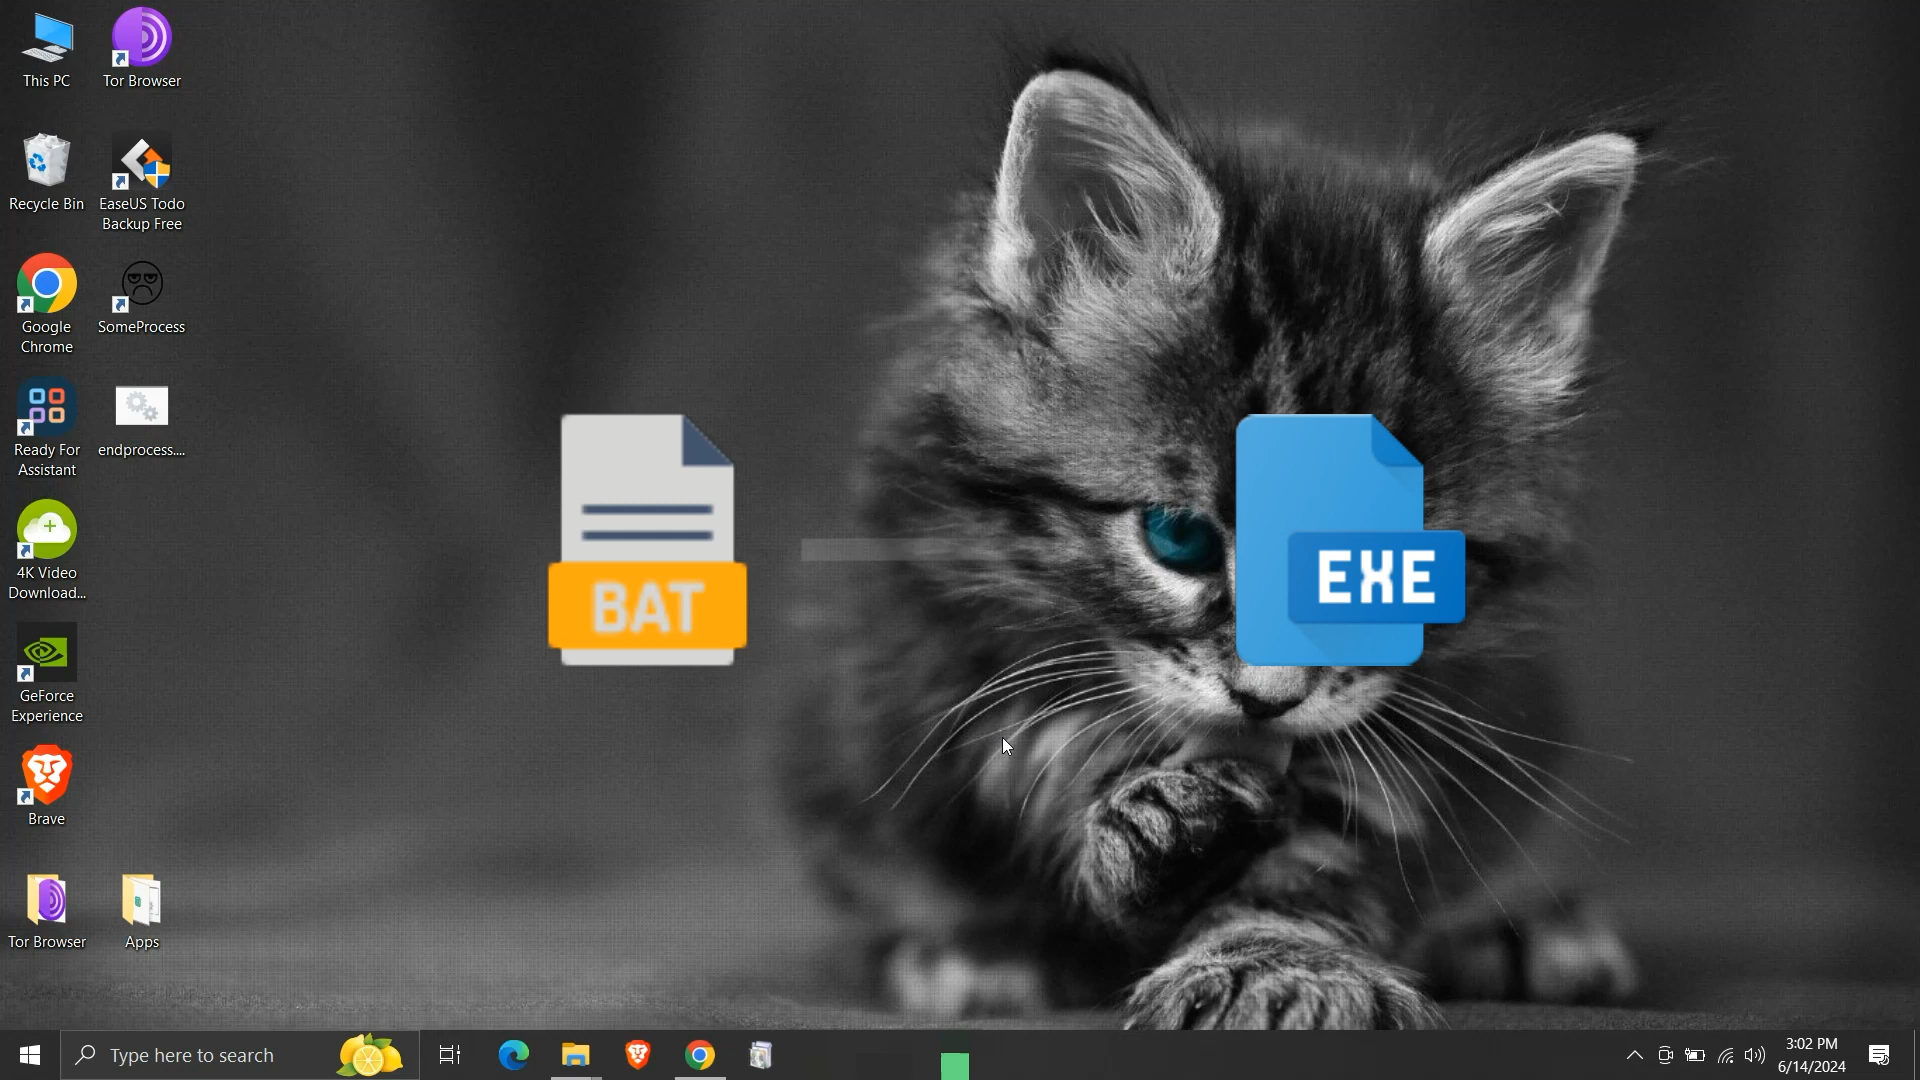 This PC
Tor Browser
Recycle Bin
EaseUS Todo
Backup Free
Google
Chrome
SomeProcess
Ready For
Assistant
endprocess....
4K Video
Download...
GeForce
Experience
Brave
Tor Browser
Apps
BAT
EXE
Type here to search
3:02 PM
6/14/2024